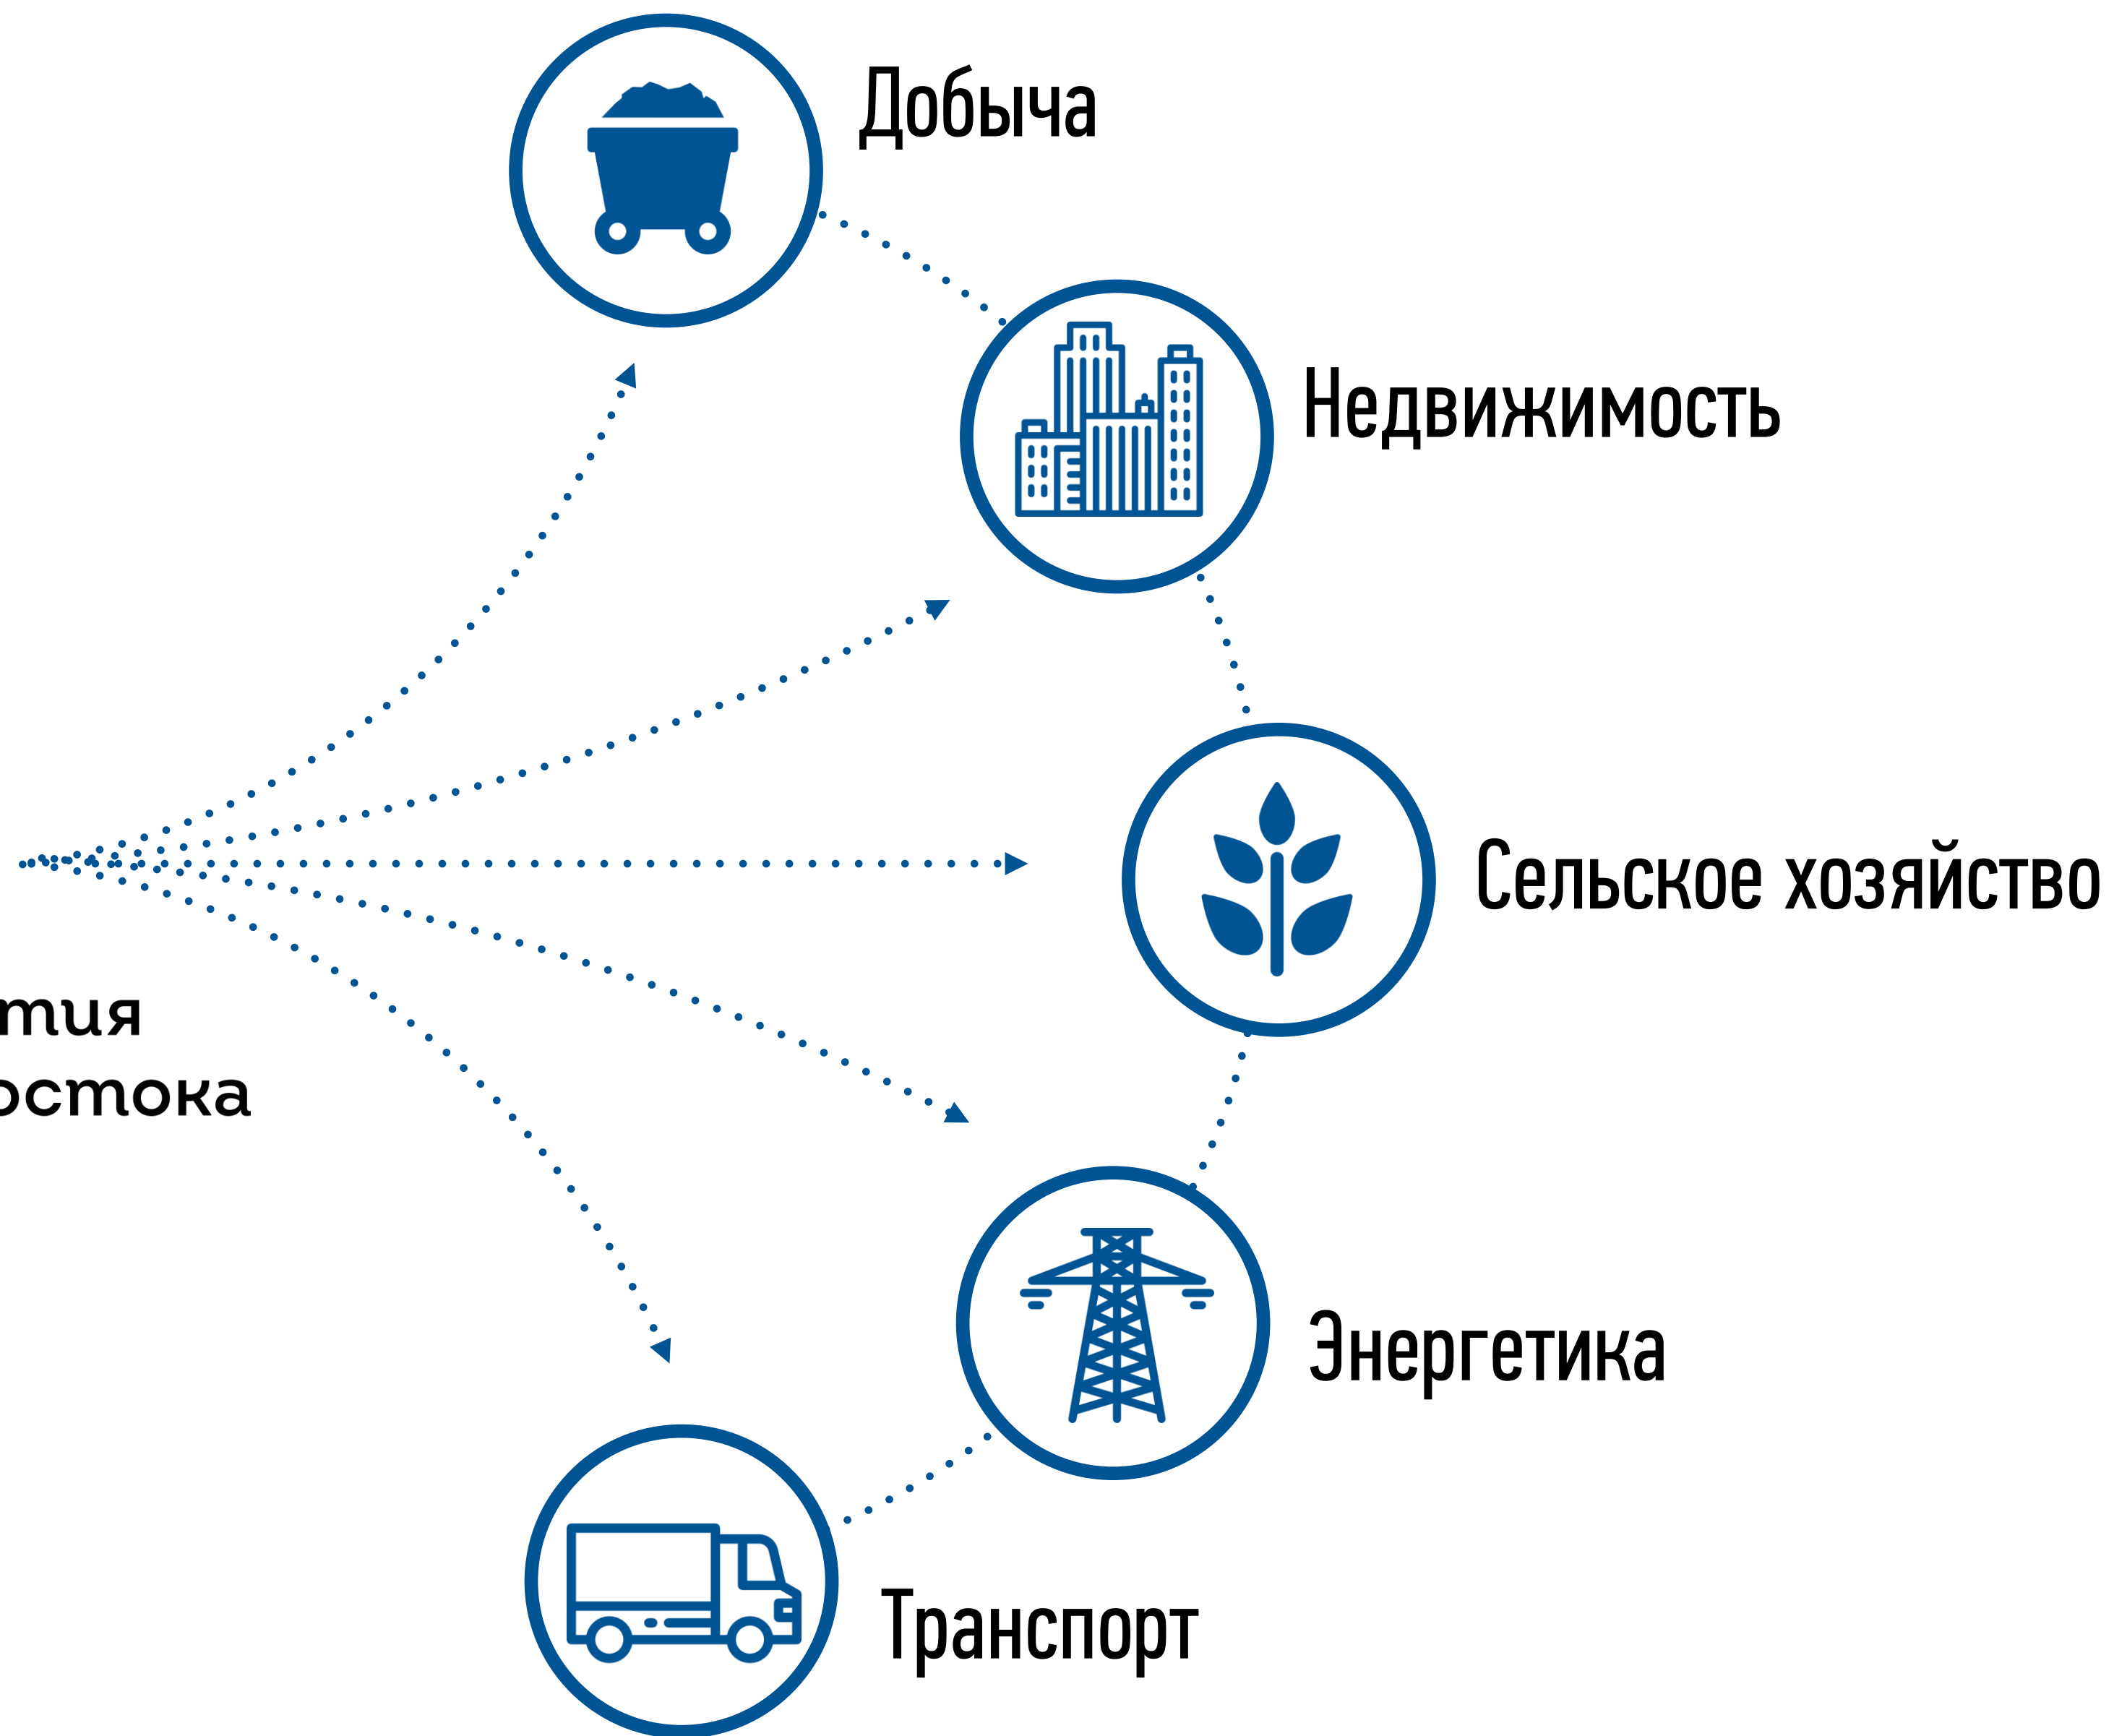 Добыча
Недвижимость
Сельское хозяйство
тия
остока
Энергетика
Транспорт